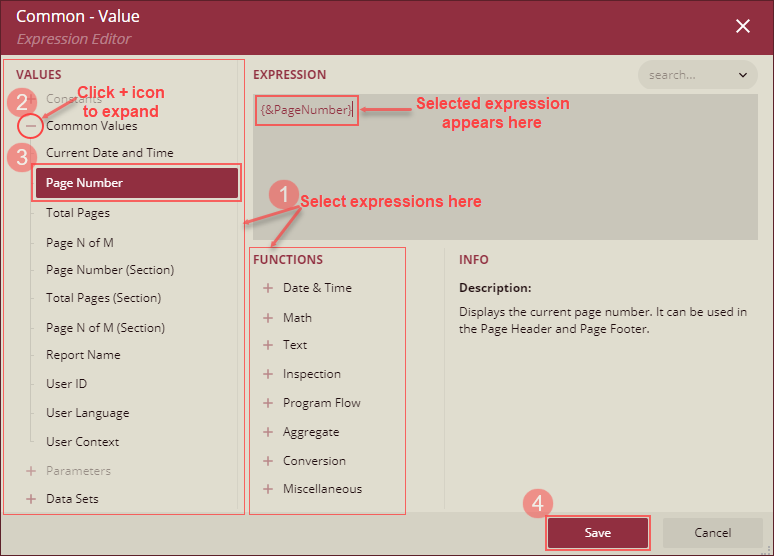 Common - Value
Expression Editor
VALUES
Constants
2
Click + icon
to expand
Common Values
3
Current Date and Time
Page Number
Total Pages
Page N of M
Page Number (Section)
Total Pages (Section)
Page N of M (Section)
Report Name
User ID
User Language
User Context
Parameters
Data Sets
EXPRESSION
search...
{&PageNumber}
Selected expression
appears here
1
Select expressions here
FUNCTIONS
Date & Time
Math
Text
Inspection
Program Flow
Aggregate
Conversion
Miscellaneous
INFO
Description:
Displays the current page number. It can be used in
the Page Header and Page Footer.
4
Save
Cancel